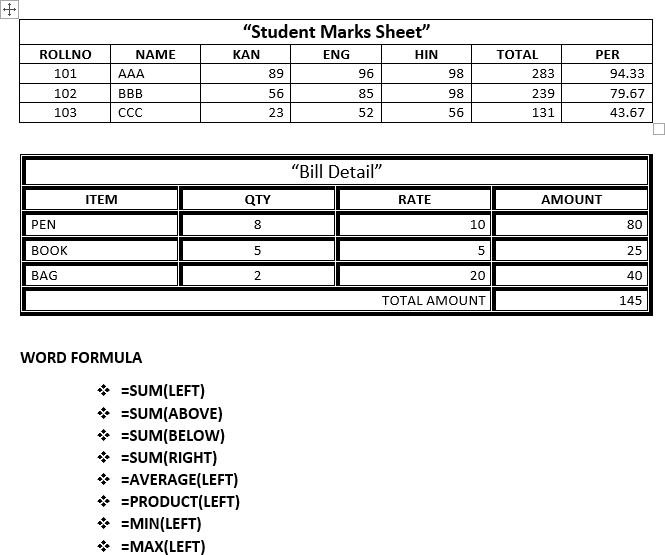 “Student Marks Sheet”
ROLLNO NAME KAN ENG HIN TOTAL PER
101 AAA 89 96 98 283 94.33
102 BBB 56 85 98 239 79.67
103 CCC 23 52 56 131 43.67
“Bill Detail”
ITEM QTY RATE AMOUNT
PEN 8 10 80
BOOK 5 5 25
BAG 2 20 40
TOTAL AMOUNT 145
WORD FORMULA
❖ =SUM(LEFT)
❖ =SUM(ABOVE)
❖ =SUM(BELOW)
❖ =SUM(RIGHT)
❖ =AVERAGE(LEFT)
❖ =PRODUCT(LEFT)
❖ =MIN(LEFT)
❖ =MAX(LEFT)